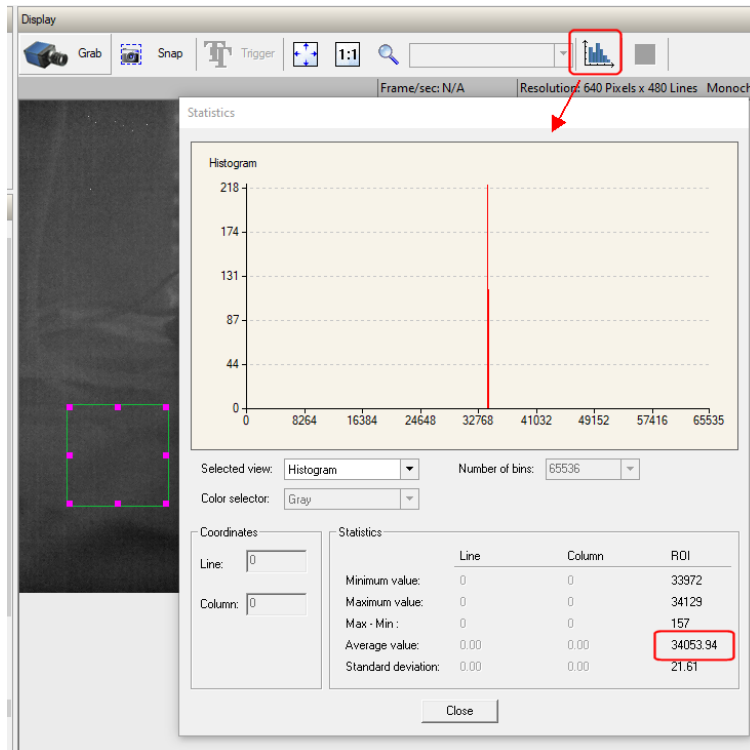 Display
Grab Snap Trigger 1:1
Frame/sec: N/A Resolution: 640 Pixels x 480 Lines Monoch
Statistics
Histogram
218
174
131
87
44
0
0 8264 16384 24648 32768 41032 49152 57416 65535
Selected view: Histogram Number of bins: 65536
Color selector: Gray
Coordinates Statistics
Line Column ROI
Line: 0
Minimum value: 0 0 33972
Column: 0 Maximum value: 0 0 34129
Max - Min : 0 0 157
Average value: 0.00 0.00 34053.94
Standard deviation: 0.00 0.00 21.61
Close